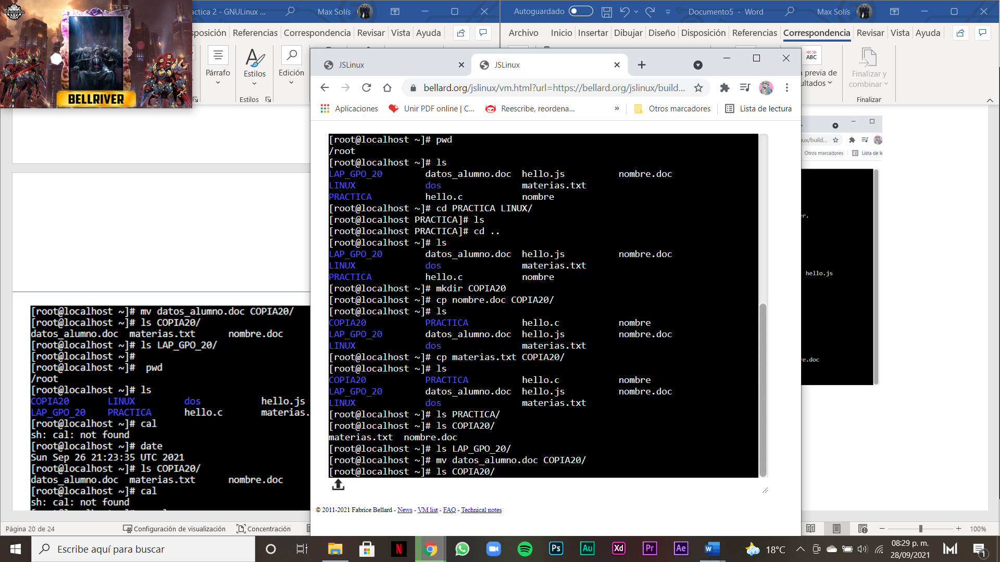 actica 2 - GNULinux ...
Max Solís
Autoguardado
Documento5 - Word
Max Solís
BELLRIVER
sposición
Referencias
Correspondencia
Revisar
Vista
Ayuda
Archivo
Inicio
Insertar
Dibujar
Diseño
Disposición
Referencias
Correspondencia
Revisar
Vista
Ayuda
Párrafo
Estilos
Edición
Estilos
ABC
previa de
ultados
Finalizar y
combinar
Finalizar
JSLinux
JSLinux
bellard.org/jslinux/vm.html?url=https://bellard.org/jslinux/build...
Aplicaciones
Unir PDF online | C...
Reescribe, reordena...
»
Otros marcadores
Lista de lectura
[root@localhost ~]# pwd
/root
[root@localhost ~]# ls
LAP_GPO_20 datos_alumno.doc hello.js nombre.doc
LINUX dos materias.txt
PRACTICA hello.c nombre
[root@localhost ~]# cd PRACTICA LINUX/
[root@localhost PRACTICA]# ls
[root@localhost PRACTICA]# cd ..
[root@localhost ~]# ls
LAP_GPO_20 datos_alumno.doc hello.js nombre.doc
LINUX dos materias.txt
PRACTICA hello.c nombre
[root@localhost ~]# mkdir COPIA20
[root@localhost ~]# cp nombre.doc COPIA20/
[root@localhost ~]# ls
COPIA20 PRACTICA hello.c nombre
LAP_GPO_20 datos_alumno.doc hello.js nombre.doc
LINUX dos materias.txt
[root@localhost ~]# cp materias.txt COPIA20/
[root@localhost ~]# ls
COPIA20 PRACTICA hello.c nombre
LAP_GPO_20 datos_alumno.doc hello.js nombre.doc
LINUX dos materias.txt
[root@localhost ~]# ls PRACTICA/
[root@localhost ~]# ls COPIA20/
materias.txt nombre.doc
[root@localhost ~]# ls LAP_GPO_20/
[root@localhost ~]# mv datos_alumno.doc COPIA20/
[root@localhost ~]# ls COPIA20/
© 2011-2021 Fabrice Bellard - News - VM list - FAQ - Technical notes
[root@localhost ~]# mv datos_alumno.doc COPIA20/
[root@localhost ~]# ls COPIA20/
datos_alumno.doc materias.txt nombre.doc
[root@localhost ~]# ls LAP_GPO_20/
[root@localhost ~]#
[root@localhost ~]# pwd
/root
[root@localhost ~]# ls
COPIA20 LINUX dos hello.js
LAP_GPO_20 PRACTICA hello.c materias.
[root@localhost ~]# cal
sh: cal: not found
[root@localhost ~]# date
Sun Sep 26 21:23:35 UTC 2021
[root@localhost ~]# ls COPIA20/
datos_alumno.doc materias.txt nombre.doc
[root@localhost ~]# cal
sh: cal: not found
nux/build...
Otros marcadores
Lista de le
er.
hello.js
re.doc
Página 20 de 24
Configuración de visualización
Concentración
100%
Escribe aquí para buscar
N
Ps
Au
Xd
Pr
Ae
W
18°C
08:29 p. m.
28/09/2021
1